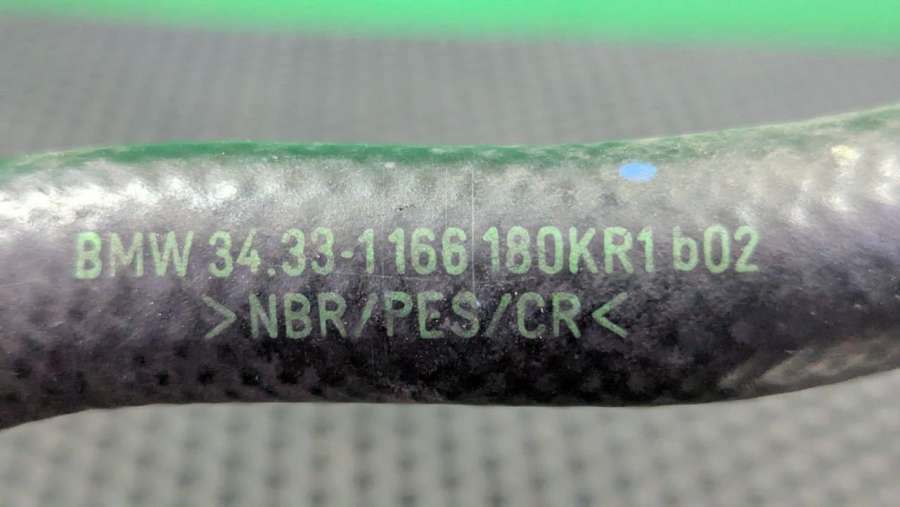 BMW 34.33-1166 180KR1 b02
>NBR/PES/CR<